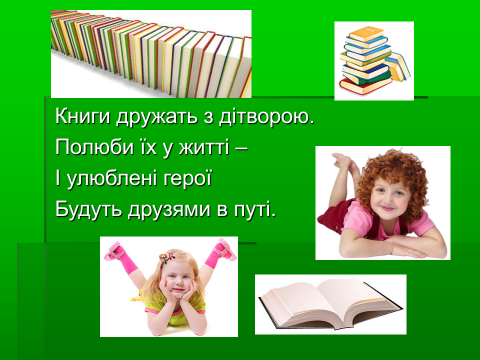 Книги дружать з дітворою.
Полюби їх у житті –
І улюблені герої
Будуть друзями в путі.